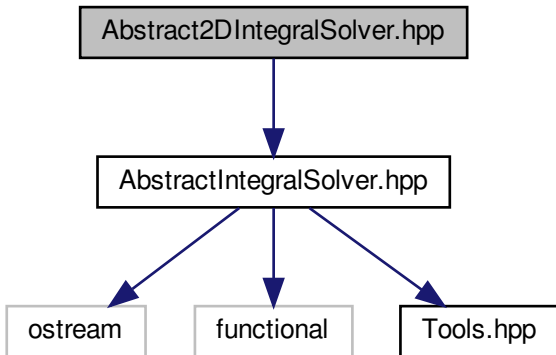 Abstract2DIntegralSolver.hpp
AbstractIntegralSolver.hpp
ostream
functional
Tools.hpp